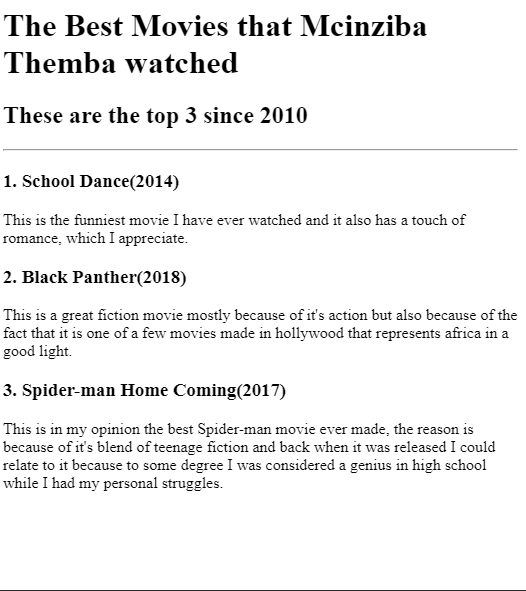 The Best Movies that Mcinziba
Themba watched
These are the top 3 since 2010
1. School Dance(2014)
This is the funniest movie I have ever watched and it also has a touch of
romance, which I appreciate.
2. Black Panther(2018)
This is a great fiction movie mostly because of it's action but also because of the
fact that it is one of a few movies made in hollywood that represents africa in a
good light.
3. Spider-man Home Coming(2017)
This is in my opinion the best Spider-man movie ever made, the reason is
because of it's blend of teenage fiction and back when it was released I could
relate to it because to some degree I was considered a genius in high school
while I had my personal struggles.